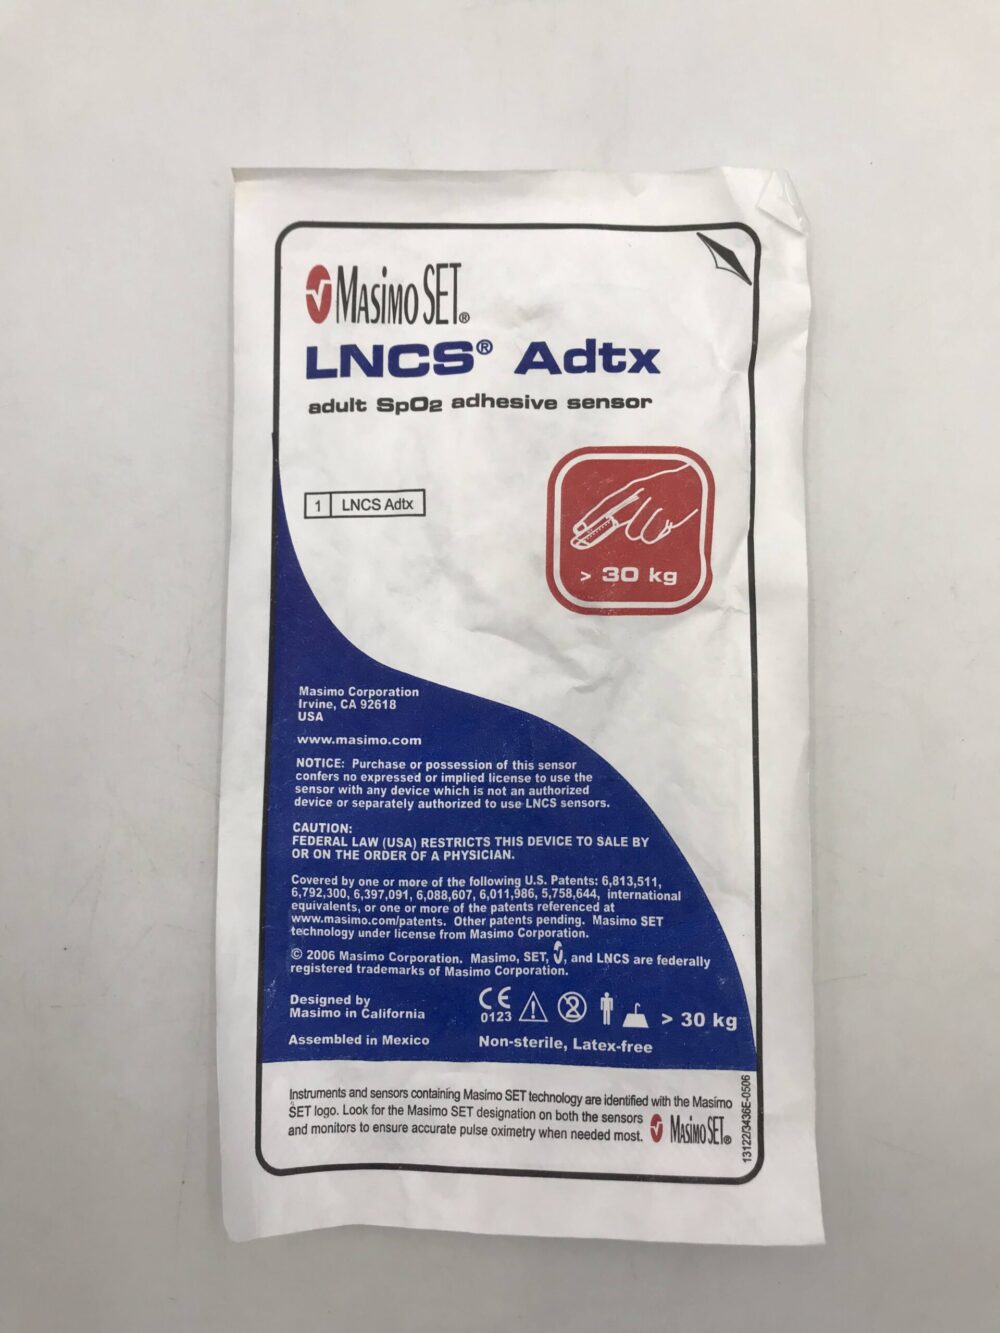 MASIMO SET®
LNCS® Adtx
adult SpO2 adhesive sensor
1 LNCS Adtx
> 30 kg
Masimo Corporation
Irvine, CA 92618
USA
www.masimo.com
NOTICE: Purchase or possession of this sensor
confers no expressed or implied license to use the
sensor with any device which is not an authorized
device or separately authorized to use LNCS sensors.
CAUTION:
FEDERAL LAW (USA) RESTRICTS THIS DEVICE TO SALE BY
OR ON THE ORDER OF A PHYSICIAN.
Covered by one or more of the following U.S. Patents: 6,813,511,
6,792,300, 6,397,091, 6,088,607, 6,011,986, 5,758,644, international
equivalents, or one or more of the patents referenced at
www.masimo.com/patents. Other patents pending. Masimo SET
technology under license from Masimo Corporation.
© 2006 Masimo Corporation. Masimo, SET, , and LNCS are federally
registered trademarks of Masimo Corporation.
Designed by
Masimo in California
CE
0123
2
> 30 kg
Assembled in Mexico
Non-sterile, Latex-free
Instruments and sensors containing Masimo SET technology are identified with the Masimo
SET logo. Look for the Masimo SET designation on both the sensors
and monitors to ensure accurate pulse oximetry when needed most.
MASIMO SET®
13122/3436E-0506